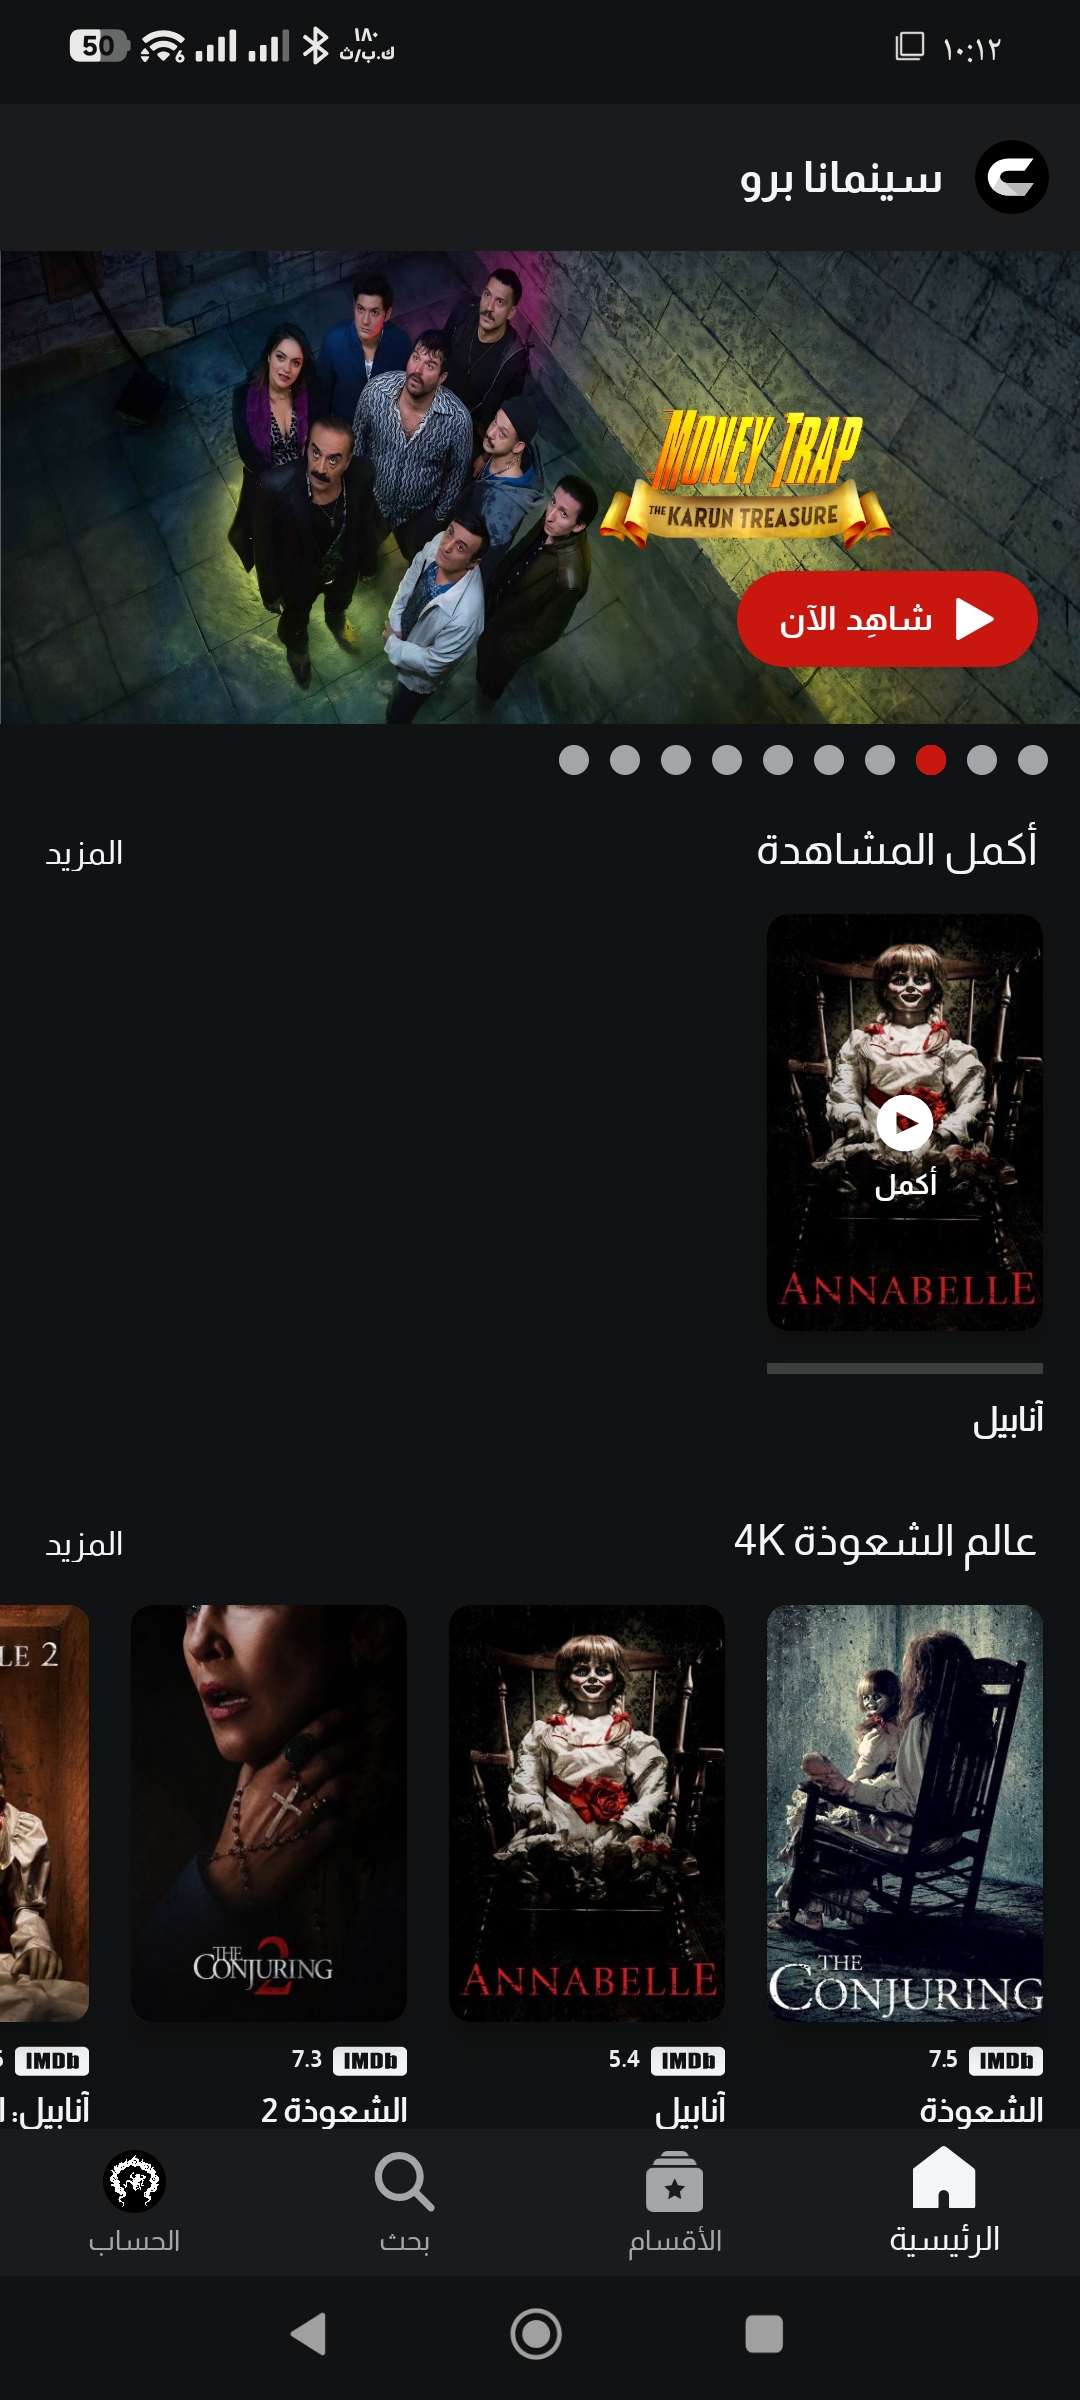 50
6
١٨٠
ك.ب/ث
١٠:١٢
سينمانا برو
MONEY TRAP
THE KARUN TREASURE
شاهِد الآن
أكمل المشاهدة
المزيد
أكمل
ANNABELLE
آنابيل
عالم الشعوذة 4K
المزيد
THE CONJURING
ANNABELLE
THE CONJURING 2
LE 2
7.5 IMDb
5.4 IMDb
7.3 IMDb
IMDb
الشعوذة
آنابيل
الشعوذة 2
آنابيل:
الرئيسية
الأقسام
بحث
الحساب